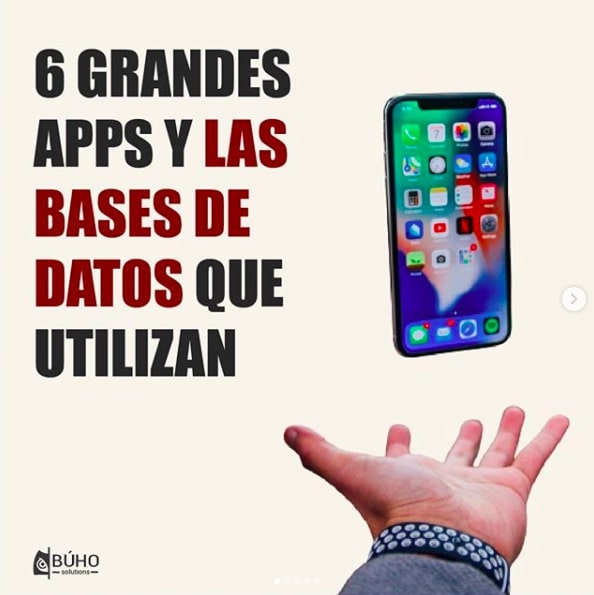 6 GRANDES
APPS Y LAS
BASES DE
DATOS QUE
UTILIZAN
BÚHO
solutions